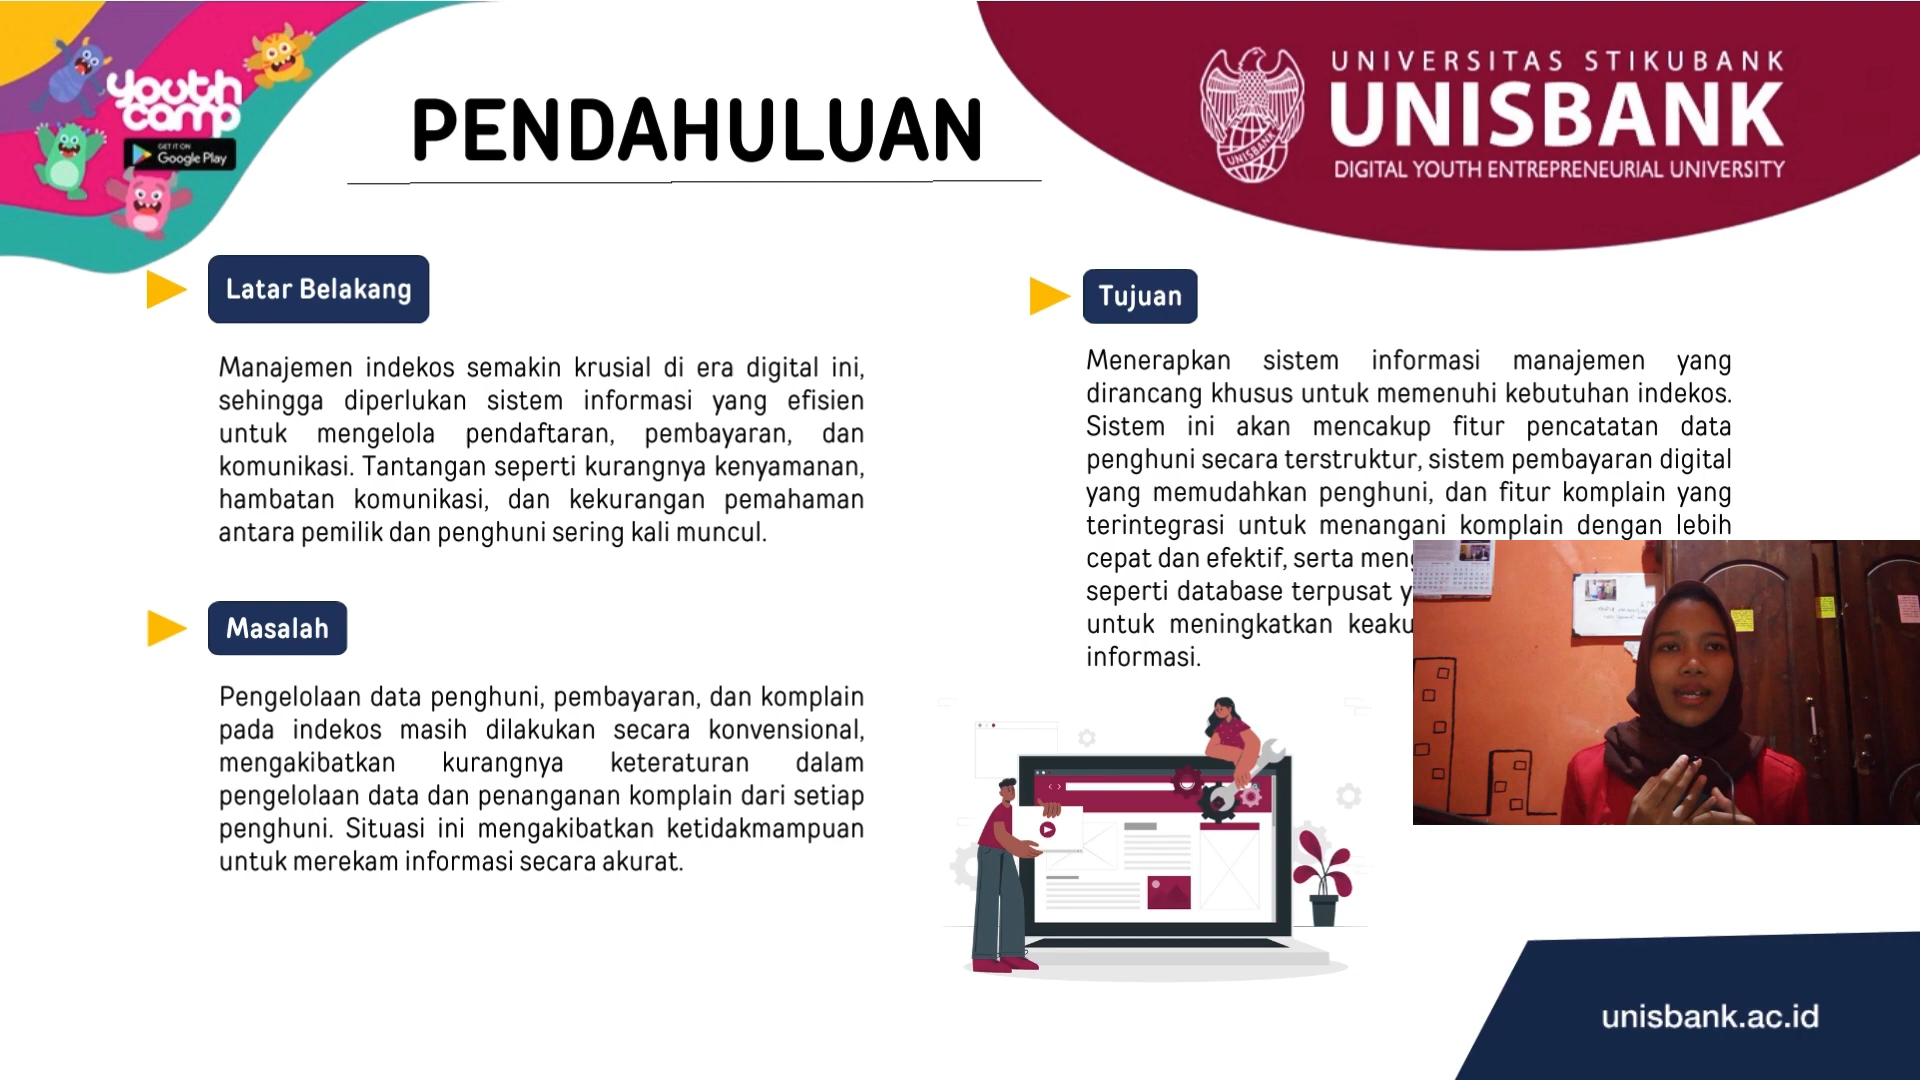 youth
camp
GET IT ON
Google Play
PENDAHULUAN
UNIVERSITAS STIKUBANK
UNISBANK
DIGITAL YOUTH ENTREPRENEURIAL UNIVERSITY
UNISBANK
Latar Belakang
Manajemen indekos semakin krusial di era digital ini,
sehingga diperlukan sistem informasi yang efisien
untuk mengelola pendaftaran, pembayaran, dan
komunikasi. Tantangan seperti kurangnya kenyamanan,
hambatan komunikasi, dan kekurangan pemahaman
antara pemilik dan penghuni sering kali muncul.
Masalah
Pengelolaan data penghuni, pembayaran, dan komplain
pada indekos masih dilakukan secara konvensional,
mengakibatkan kurangnya keteraturan dalam
pengelolaan data dan penanganan komplain dari setiap
penghuni. Situasi ini mengakibatkan ketidakmampuan
untuk merekam informasi secara akurat.
Tujuan
Menerapkan sistem informasi manajemen yang
dirancang khusus untuk memenuhi kebutuhan indekos.
Sistem ini akan mencakup fitur pencatatan data
penghuni secara terstruktur, sistem pembayaran digital
yang memudahkan penghuni, dan fitur komplain yang
terintegrasi untuk menangani komplain dengan lebih
cepat dan efektif, serta
seperti database terpusat
untuk meningkatkan
informasi.
unisbank.ac.id